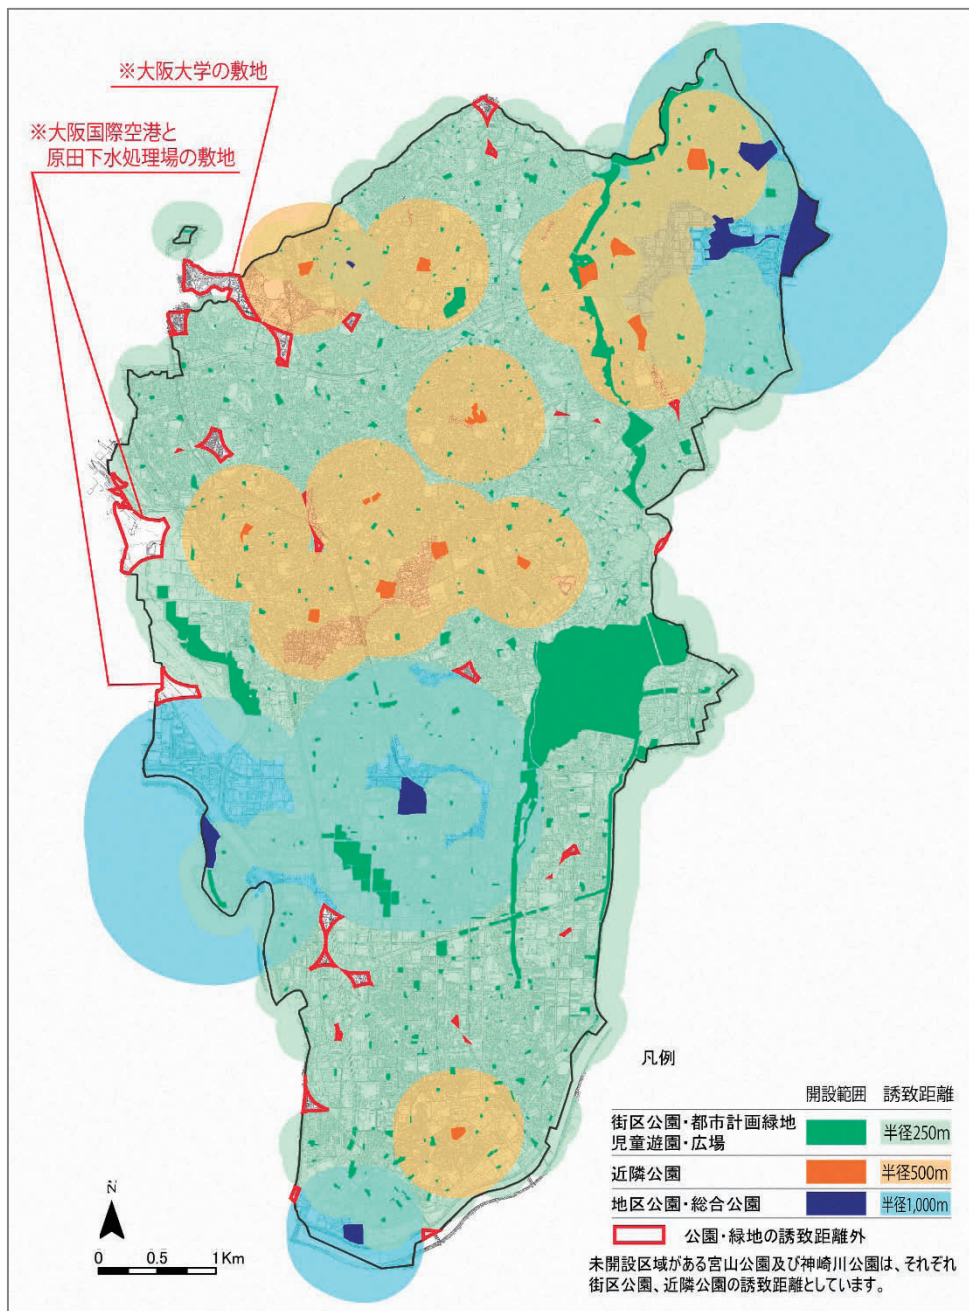 ※大阪大学の敷地
※大阪国際空港と
原田下水処理場の敷地
凡例
開設範囲 誘致距離
街区公園・都市計画緑地
児童遊園・広場
半径250m
近隣公園
半径500m
地区公園・総合公園
半径1,000m
公園・緑地の誘致距離外
未開設区域がある宮山公園及び神崎川公園は、それぞれ
街区公園、近隣公園の誘致距離としています。
N
0 0.5 1Km